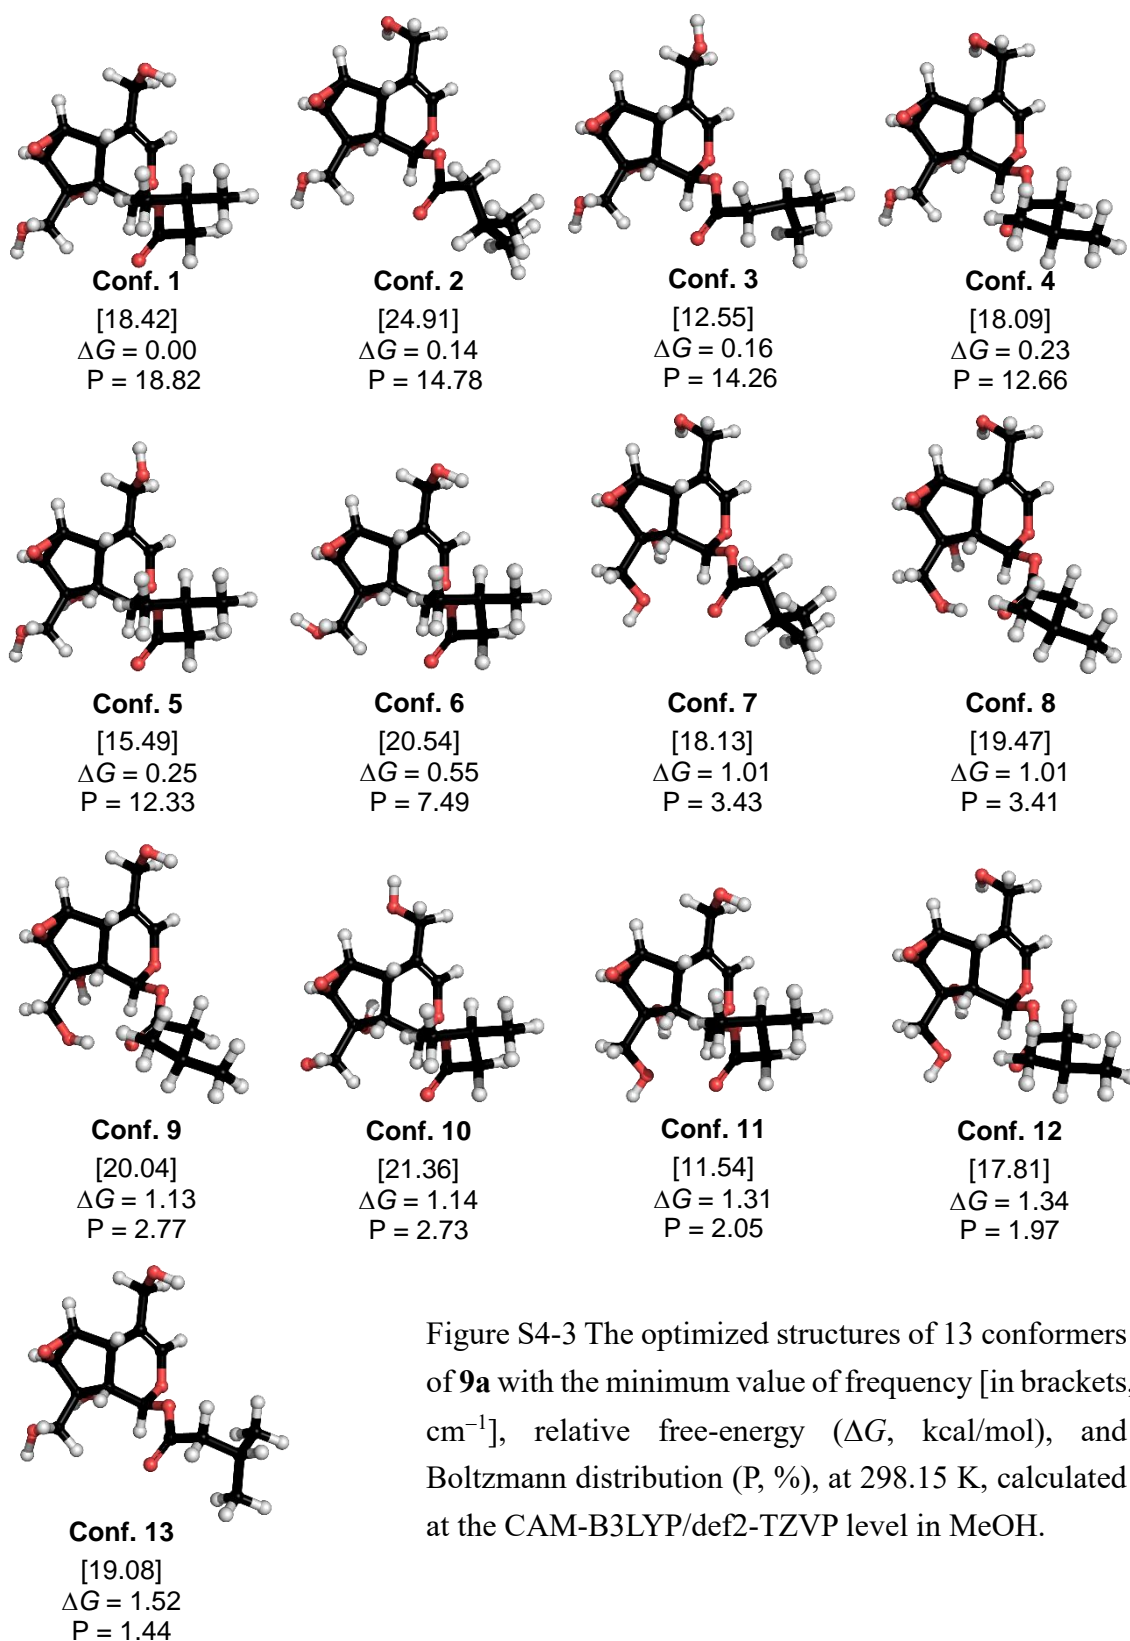 Conf. 1
[18.42]
ΔG = 0.00
P = 18.82
Conf. 2
[24.91]
ΔG = 0.14
P = 14.78
Conf. 3
[12.55]
ΔG = 0.16
P = 14.26
Conf. 4
[18.09]
ΔG = 0.23
P = 12.66
Conf. 5
[15.49]
ΔG = 0.25
P = 12.33
Conf. 6
[20.54]
ΔG = 0.55
P = 7.49
Conf. 7
[18.13]
ΔG = 1.01
P = 3.43
Conf. 8
[19.47]
ΔG = 1.01
P = 3.41
Conf. 9
[20.04]
ΔG = 1.13
P = 2.77
Conf. 10
[21.36]
ΔG = 1.14
P = 2.73
Conf. 11
[11.54]
ΔG = 1.31
P = 2.05
Conf. 12
[17.81]
ΔG = 1.34
P = 1.97
Conf. 13
[19.08]
ΔG = 1.52
P = 1.44
Figure S4-3 The optimized structures of 13 conformers
of 9a with the minimum value of frequency [in brackets,
cm⁻¹], relative free-energy (ΔG, kcal/mol), and
Boltzmann distribution (P, %), at 298.15 K, calculated
at the CAM-B3LYP/def2-TZVP level in MeOH.